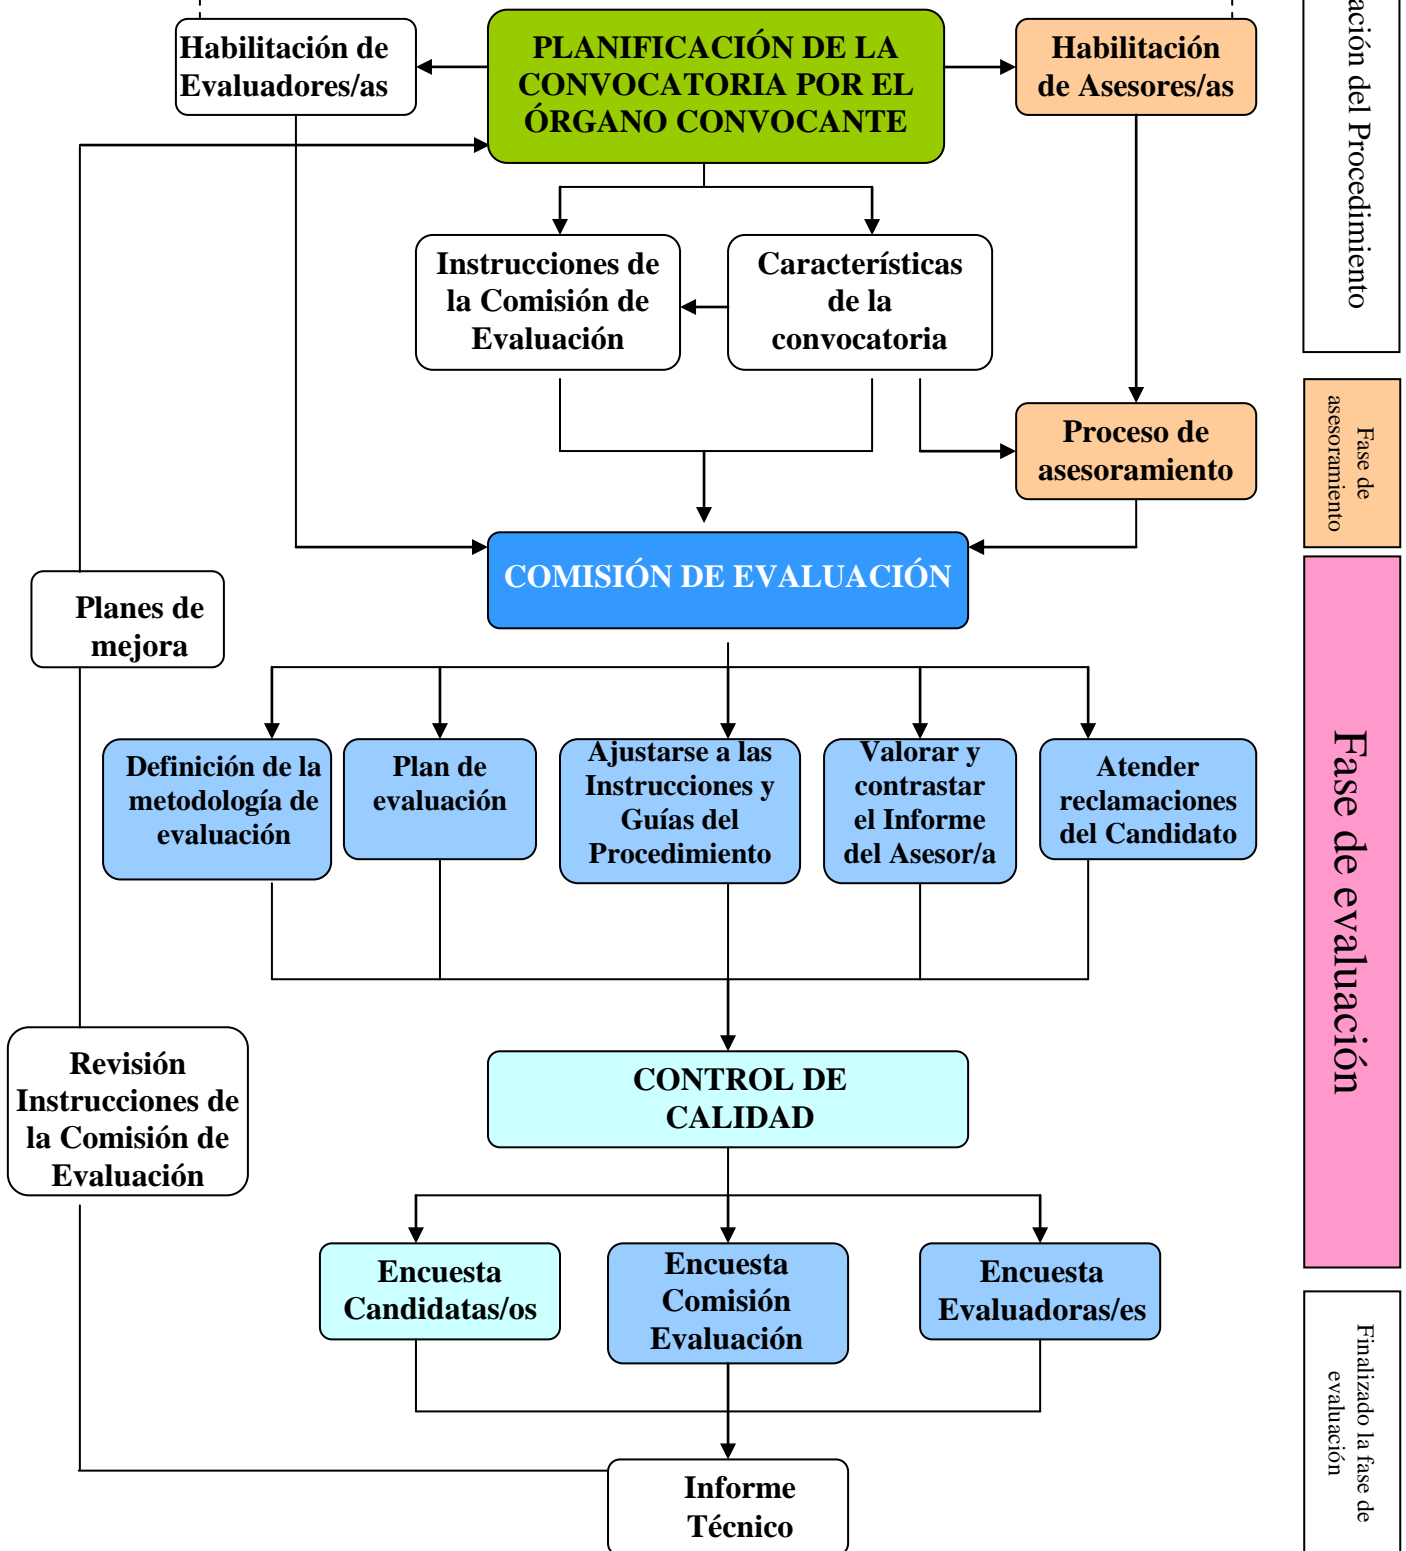 Habilitación de
Evaluadores/as
PLANIFICACIÓN DE LA
CONVOCATORIA POR EL
ÓRGANO CONVOCANTE
Habilitación
de Asesores/as
Instrucciones de
la Comisión de
Evaluación
Características
de la
convocatoria
Proceso de
asesoramiento
COMISIÓN DE EVALUACIÓN
Planes de
mejora
Definición de la
metodología de
evaluación
Plan de
evaluación
Ajustarse a las
Instrucciones y
Guías del
Procedimiento
Valorar y
contrastar
el Informe
del Asesor/a
Atender
reclamaciones
del Candidato
Revisión
Instrucciones de
la Comisión de
Evaluación
CONTROL DE
CALIDAD
Encuesta
Candidatas/os
Encuesta
Comisión
Evaluación
Encuesta
Evaluadoras/es
Informe
Técnico
ación del Procedimiento
Fase de
asesoramiento
Fase de evaluación
Finalizado la fase de
evaluación